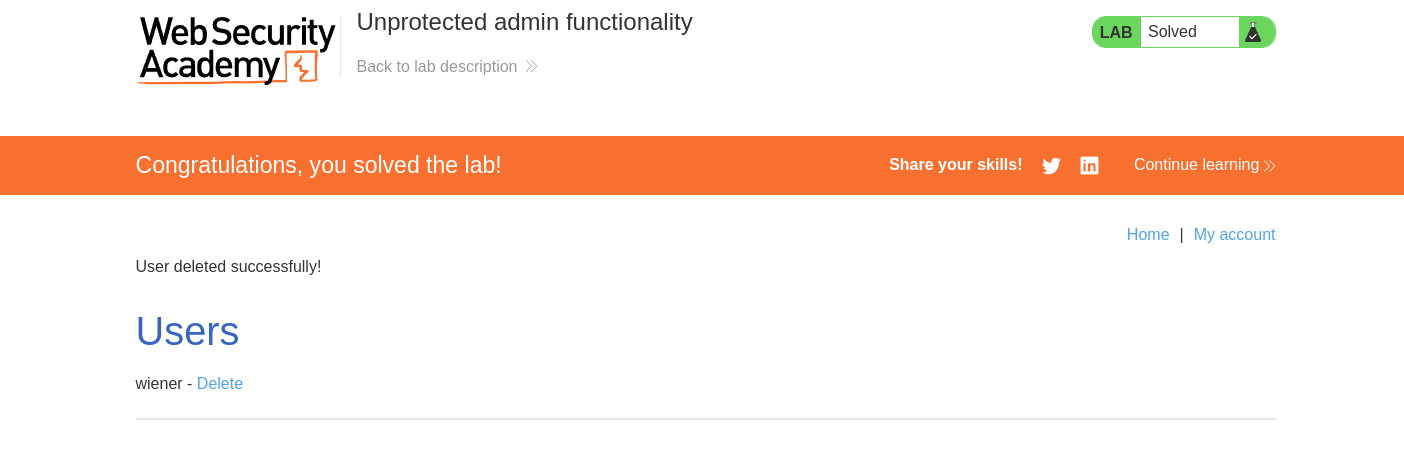 Web Security
Academy
Unprotected admin functionality
Back to lab description
LAB Solved
Congratulations, you solved the lab!
Share your skills!
Continue learning
Home | My account
User deleted successfully!
Users
wiener - Delete